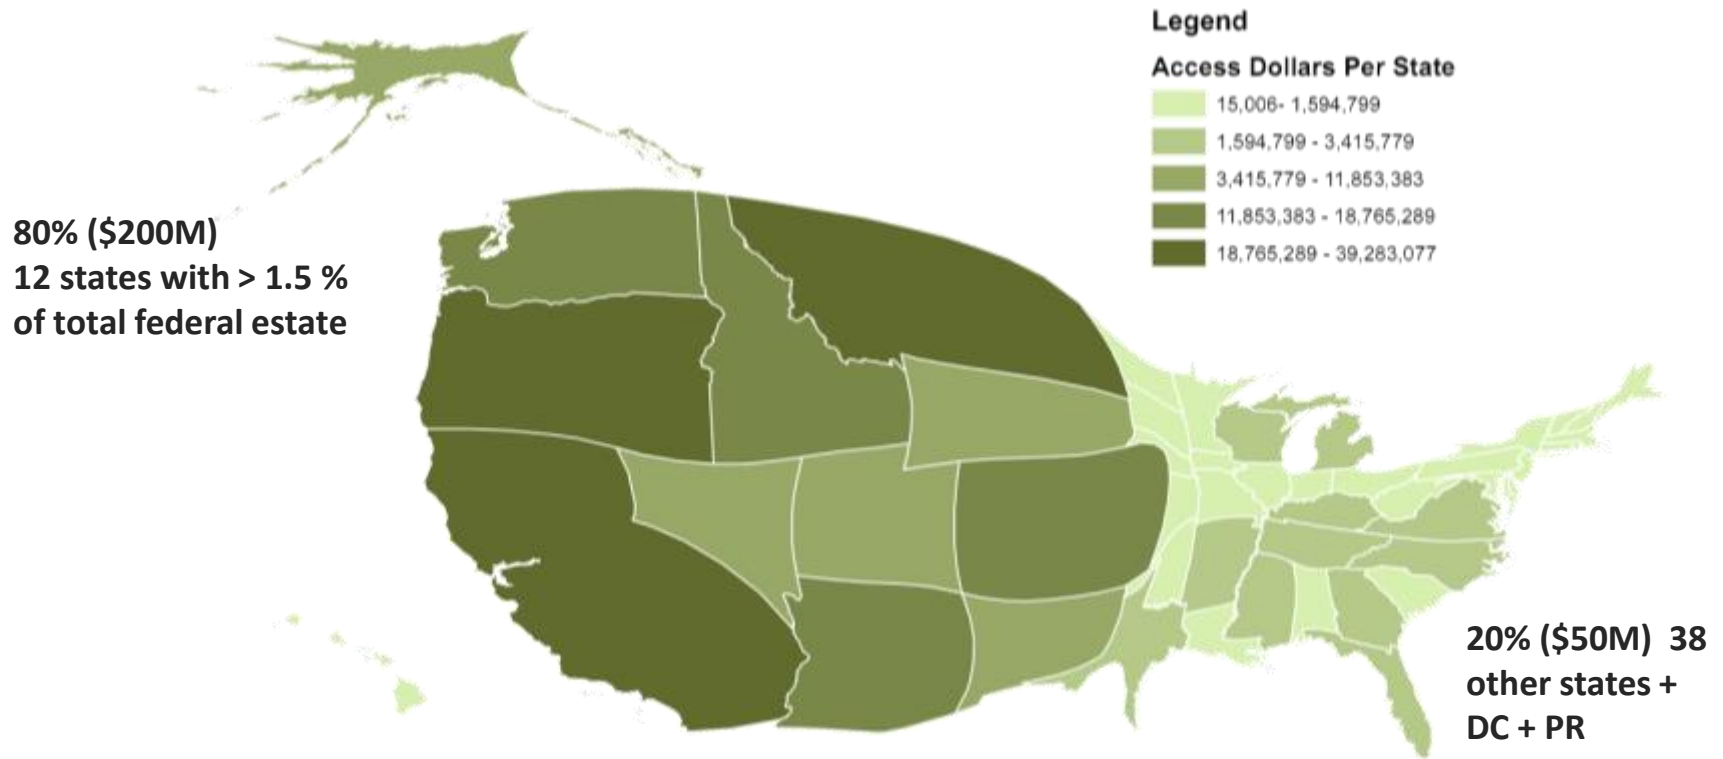 Legend
Access Dollars Per State
15,006- 1,594,799
1,594,799 - 3,415,779
3,415,779 - 11,853,383
11,853,383 - 18,765,289
18,765,289 - 39,283,077
80% ($200M)
12 states with > 1.5 %
of total federal estate
20% ($50M) 38
other states +
DC + PR